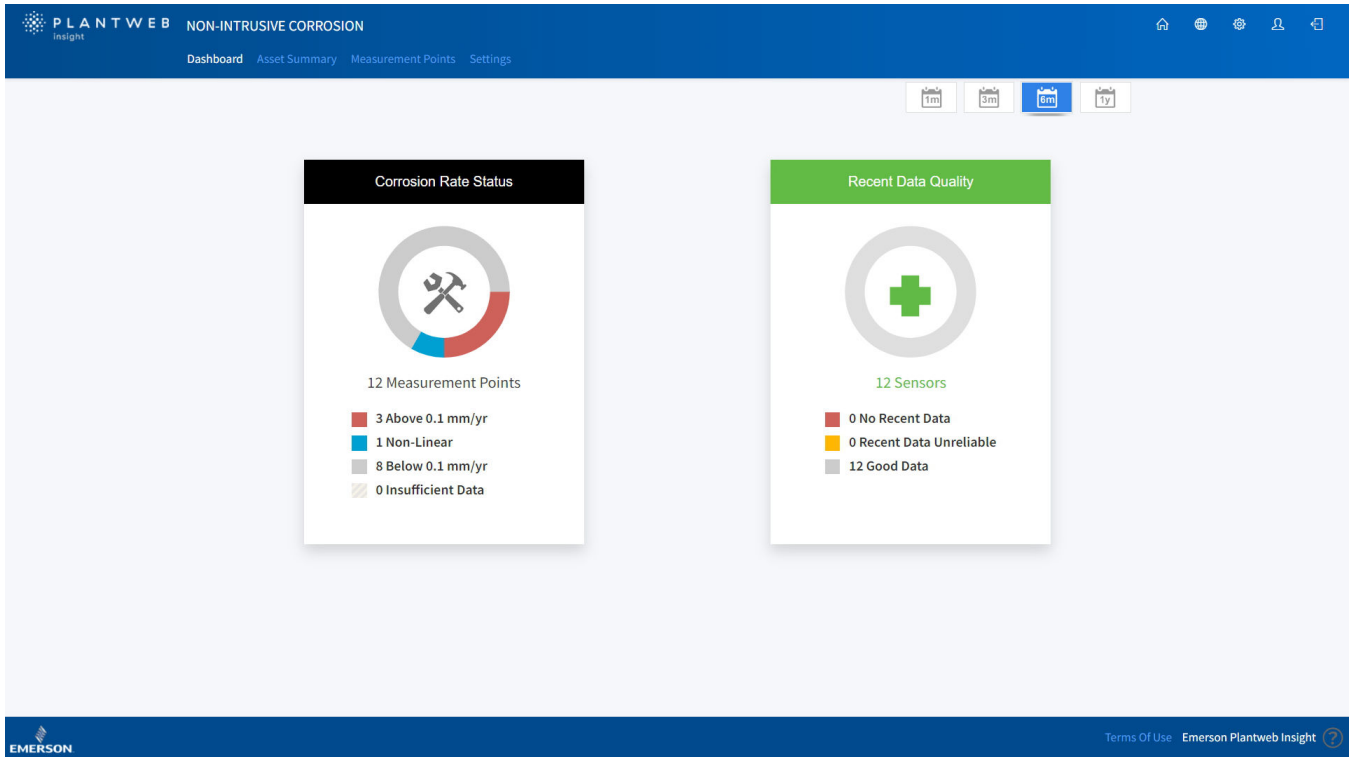 PLANTWEB
insight
NON-INTRUSIVE CORROSION
Dashboard Asset Summary Measurement Points Settings
1m 3m 6m 1y
Corrosion Rate Status
12 Measurement Points
3 Above 0.1 mm/yr
1 Non-Linear
8 Below 0.1 mm/yr
0 Insufficient Data
Recent Data Quality
12 Sensors
0 No Recent Data
0 Recent Data Unreliable
12 Good Data
EMERSON
Terms Of Use Emerson Plantweb Insight ?